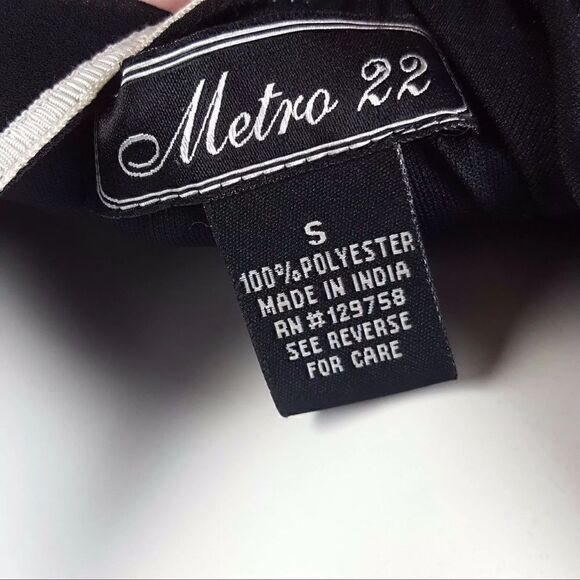 Metro 22
S
100%POLYESTER
MADE IN INDIA
RN#129758
SEE REVERSE
FOR CARE